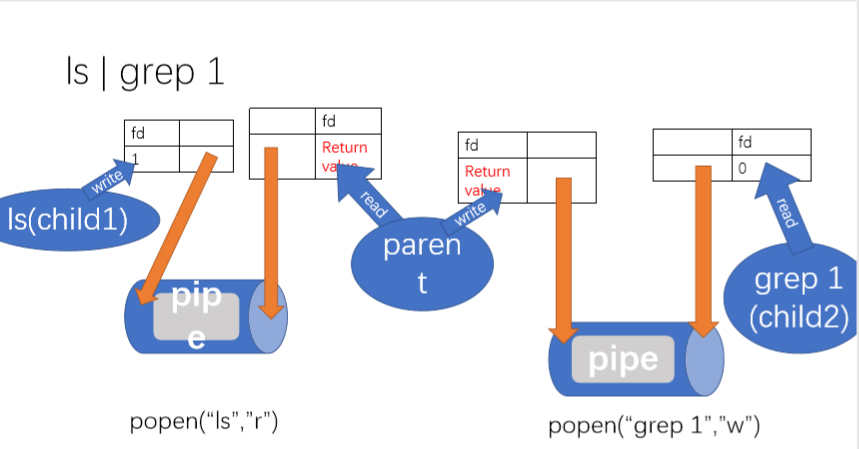 ls | grep 1
fd
1
write
ls(child1)
fd
Return
value
read
fd
Return
value
write
paren
t
fd
0
read
grep 1
(child2)
pip
e
pipe
popen(“ls”,”r”)
popen(“grep 1”,”w”)